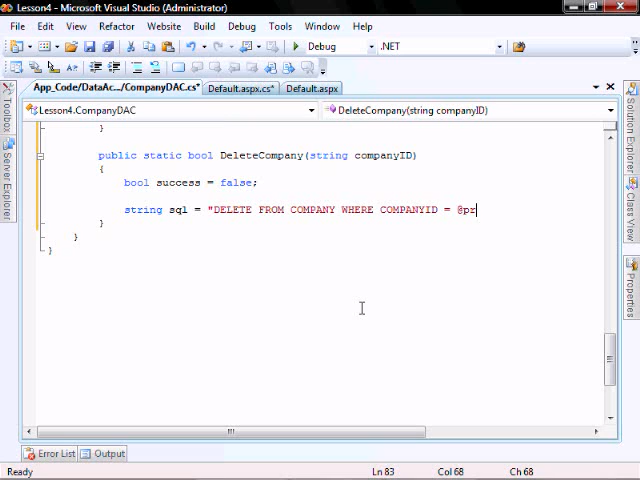 Lesson4 - Microsoft Visual Studio (Administrator)
File Edit View Refactor Website Build Debug Tools Window Help
Debug .NET
App_Code/DataAc.../CompanyDAC.cs* Default.aspx.cs* Default.aspx
Lesson4.CompanyDAC DeleteCompany(string companyID)
}
public static bool DeleteCompany(string companyID)
{
bool success = false;
string sql = "DELETE FROM COMPANY WHERE COMPANYID = @pr
}
}
}
Toolbox
Server Explorer
Solution Explorer
Class View
Properties
Error List Output
Ready Ln 83 Col 68 Ch 68